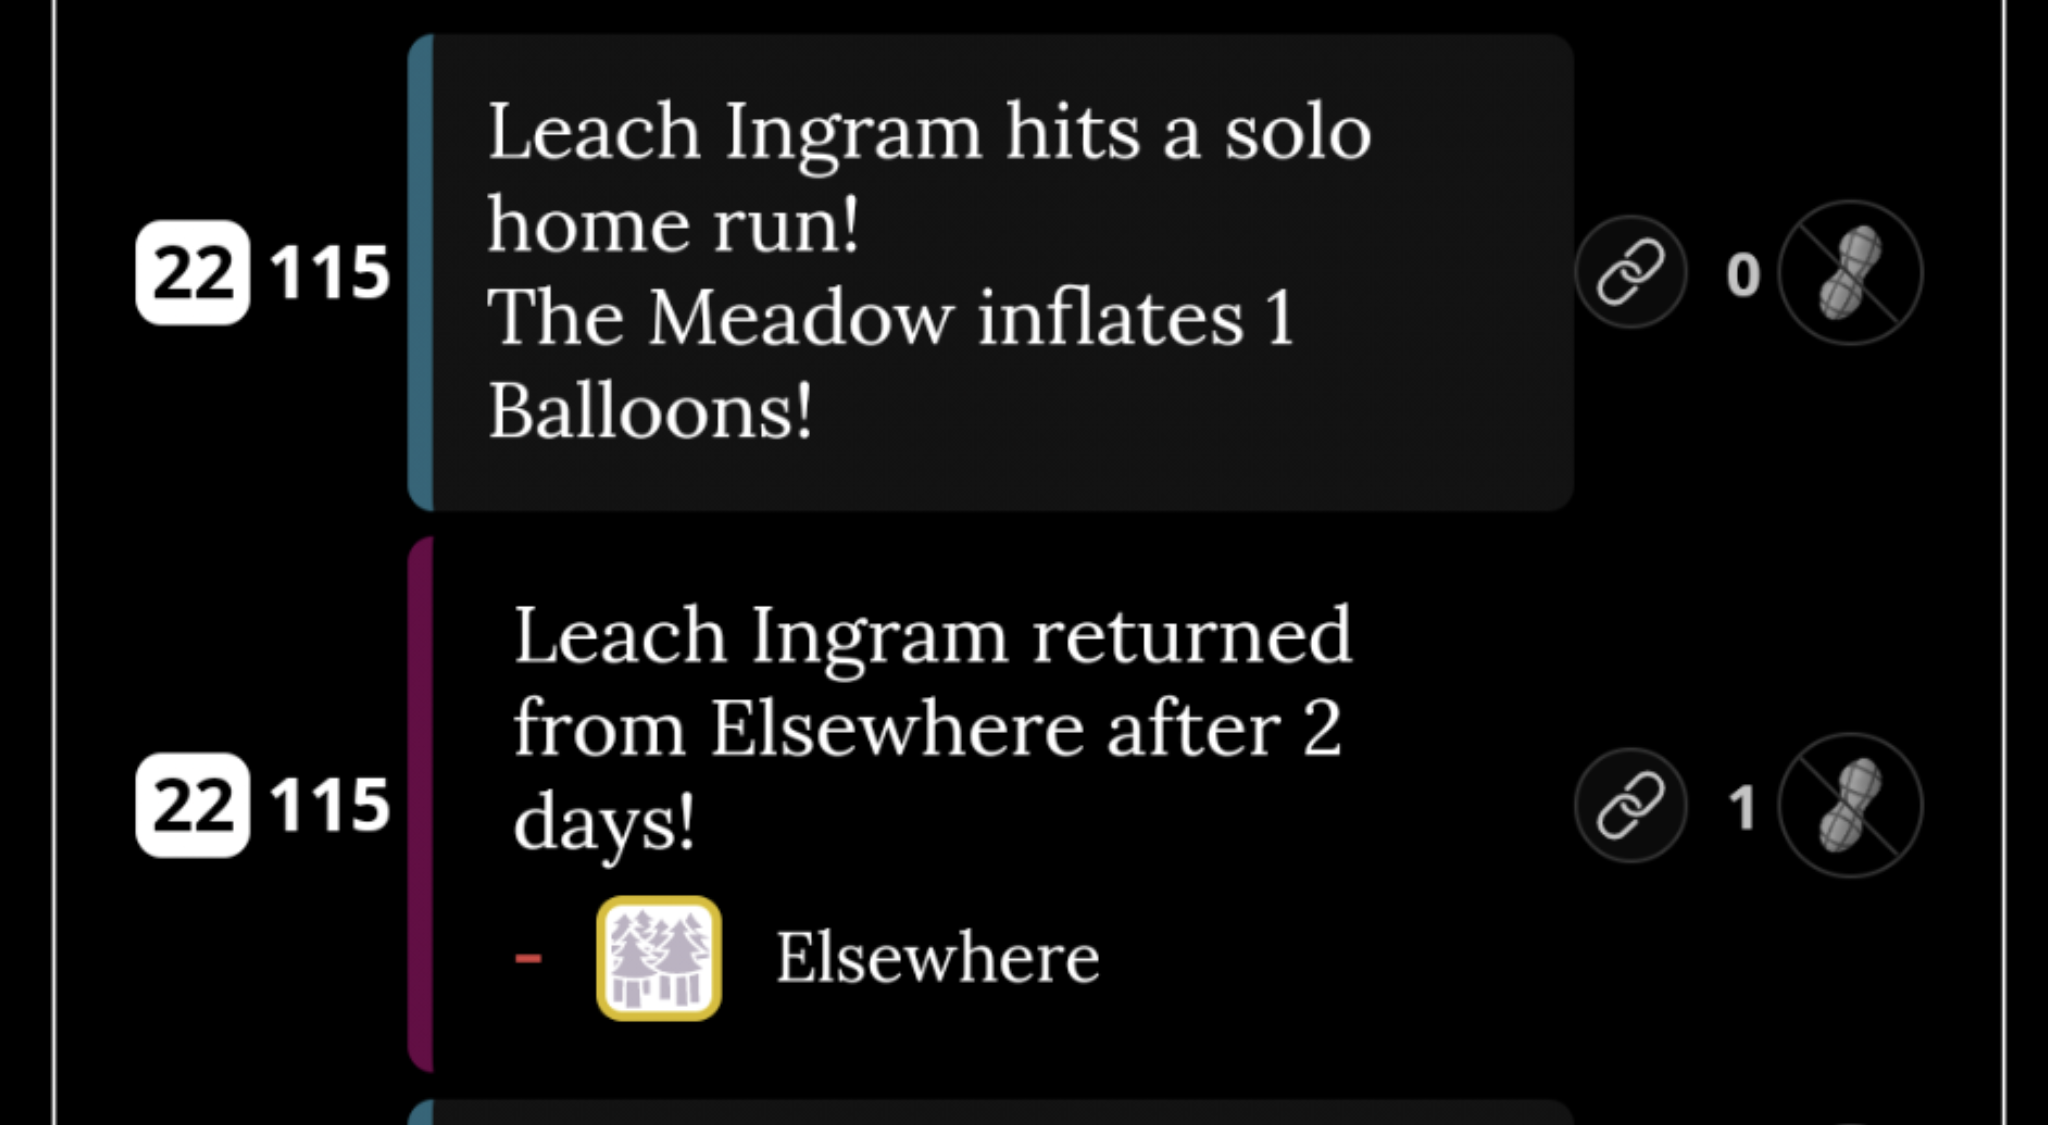 Leach Ingram hits a solo
home run!
22 115 0
The Meadow inflates 1
Balloons!
Leach Ingram returned
from Elsewhere after 2
22 115 1
days!
- Elsewhere